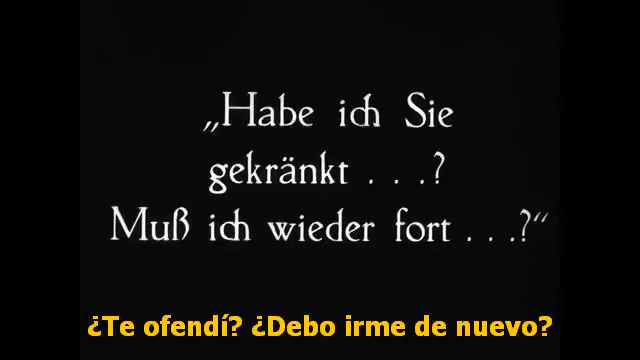 „Habe ich Sie
gekränkt . . .?
Muß ich wieder fort . . .?“
¿Te ofendí? ¿Debo irme de nuevo?